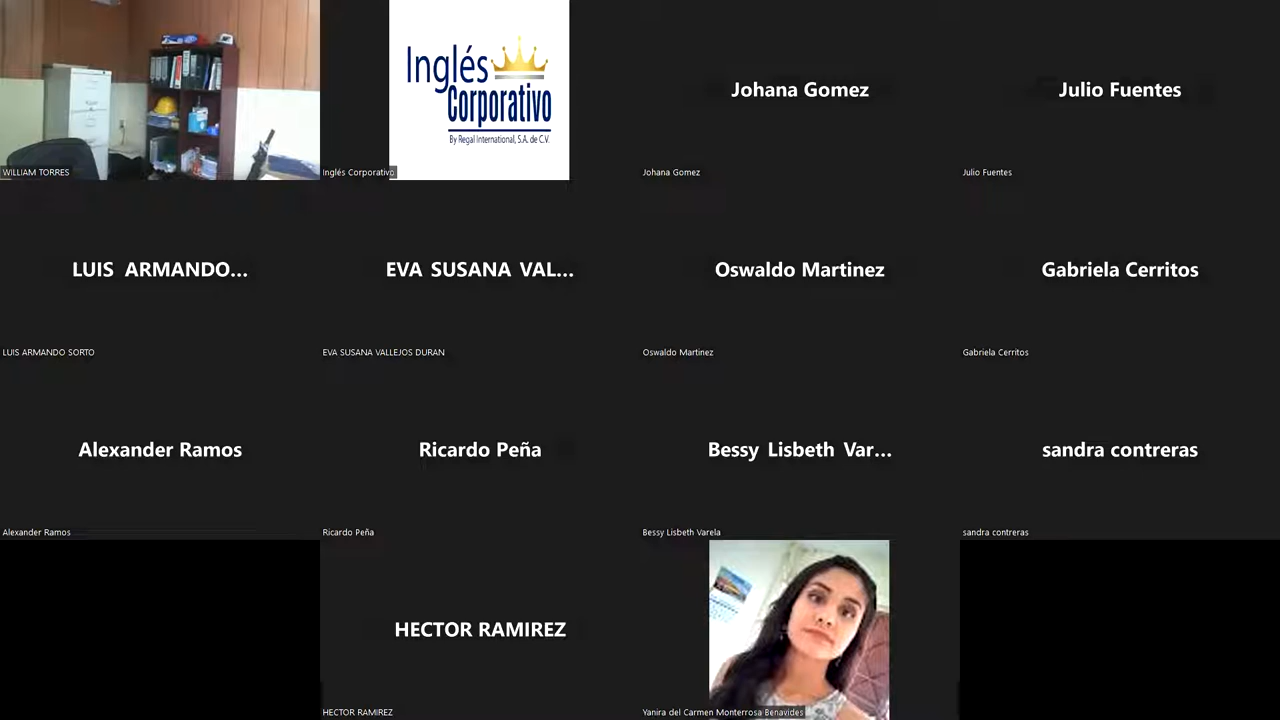 WILLIAM TORRES
Inglés
Corporativo
By Regal International, S.A. de C.V.
Inglés Corporativo
Johana Gomez
Johana Gomez
Julio Fuentes
Julio Fuentes
LUIS ARMANDO...
LUIS ARMANDO SORTO
EVA SUSANA VAL...
EVA SUSANA VALLEJOS DURAN
Oswaldo Martinez
Oswaldo Martinez
Gabriela Cerritos
Gabriela Cerritos
Alexander Ramos
Alexander Ramos
Ricardo Peña
Ricardo Peña
Bessy Lisbeth Var...
Bessy Lisbeth Varela
sandra contreras
sandra contreras
HECTOR RAMIREZ
HECTOR RAMIREZ
Yanira del Carmen Monterrosa Benavides